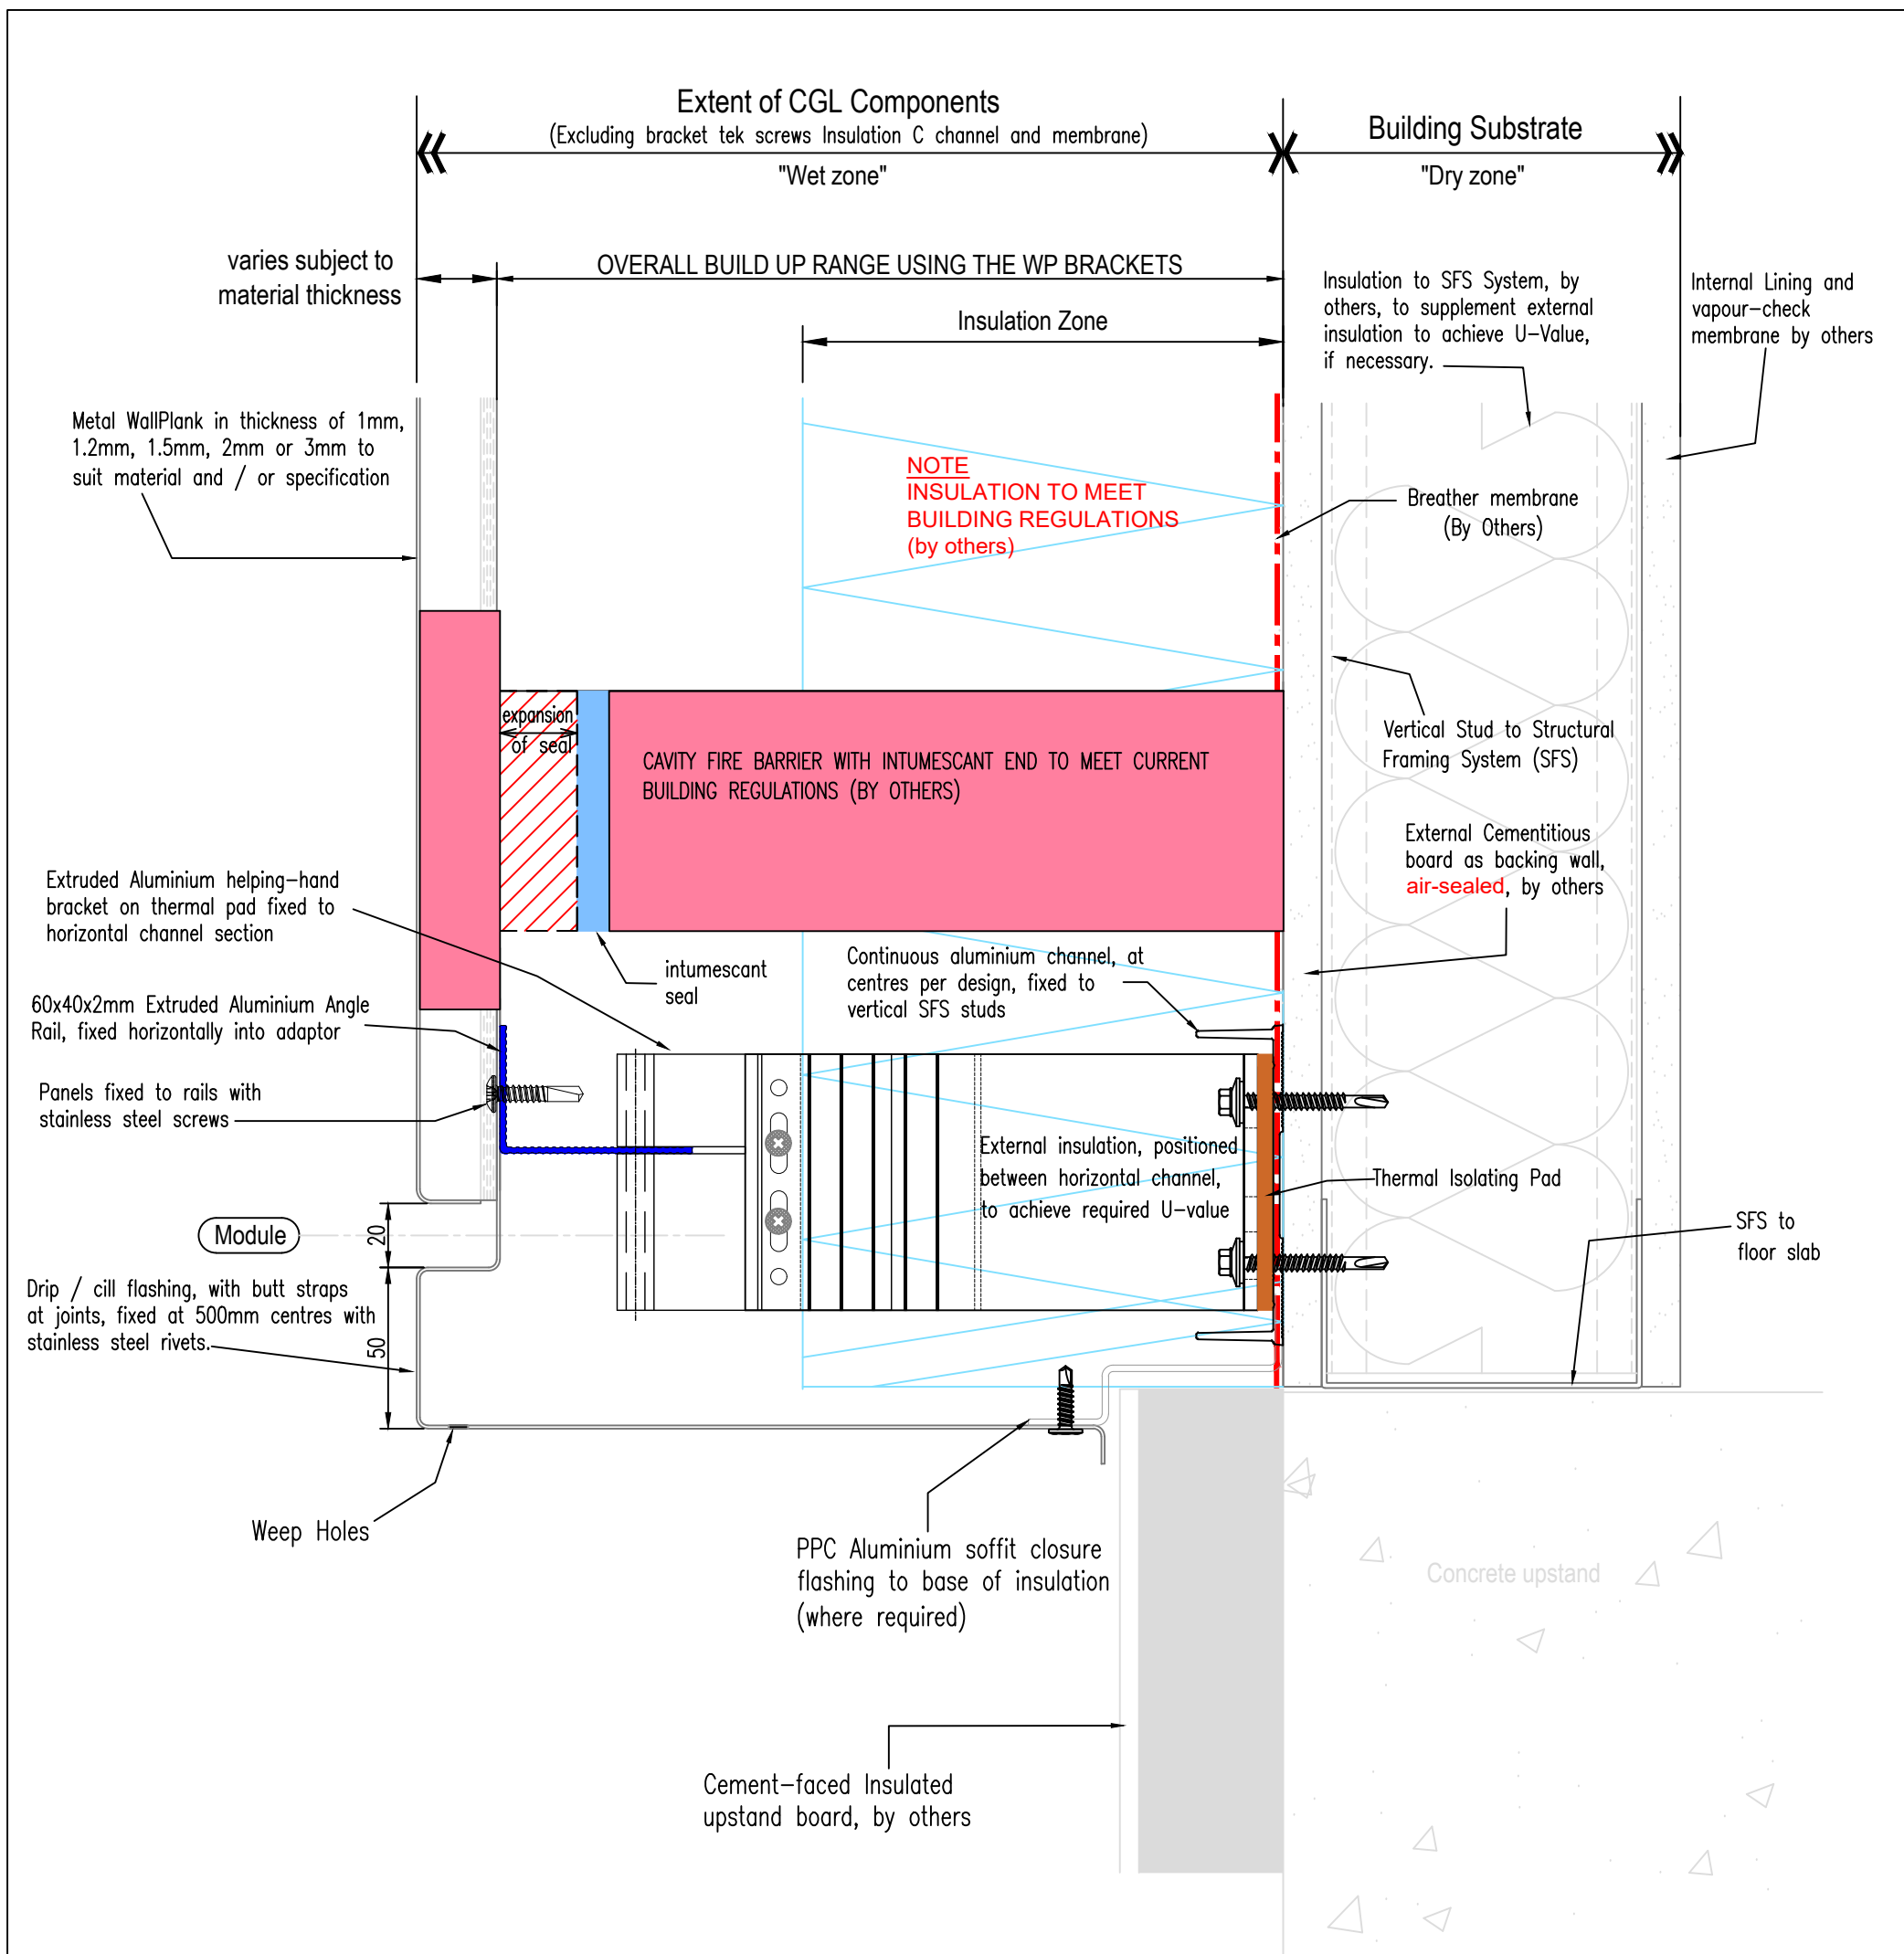 Extent of CGL Components
(Excluding bracket tek screws Insulation C channel and membrane)
"Wet zone"
Building Substrate
"Dry zone"
varies subject to
material thickness
OVERALL BUILD UP RANGE USING THE WP BRACKETS
Insulation Zone
Insulation to SFS System, by
others, to supplement external
insulation to achieve U-Value,
if necessary.
Internal Lining and
vapour-check
membrane by others
Metal WallPlank in thickness of 1mm,
1.2mm, 1.5mm, 2mm or 3mm to
suit material and / or specification
NOTE
INSULATION TO MEET
BUILDING REGULATIONS
(by others)
Breather membrane
(By Others)
expansion
of seal
CAVITY FIRE BARRIER WITH INTUMESCANT END TO MEET CURRENT
BUILDING REGULATIONS (BY OTHERS)
Vertical Stud to Structural
Framing System (SFS)
External Cementitious
board as backing wall,
air-sealed, by others
Extruded Aluminium helping-hand
bracket on thermal pad fixed to
horizontal channel section
intumescant
seal
Continuous aluminium channel, at
centres per design, fixed to
vertical SFS studs
60x40x2mm Extruded Aluminium Angle
Rail, fixed horizontally into adaptor
Panels fixed to rails with
stainless steel screws
External insulation, positioned
between horizontal channel,
to achieve required U-value
Thermal Isolating Pad
Module
20
SFS to
floor slab
Drip / cill flashing, with butt straps
at joints, fixed at 500mm centres with
stainless steel rivets.
50
Weep Holes
PPC Aluminium soffit closure
flashing to base of insulation
(where required)
Concrete upstand
Cement-faced Insulated
upstand board, by others